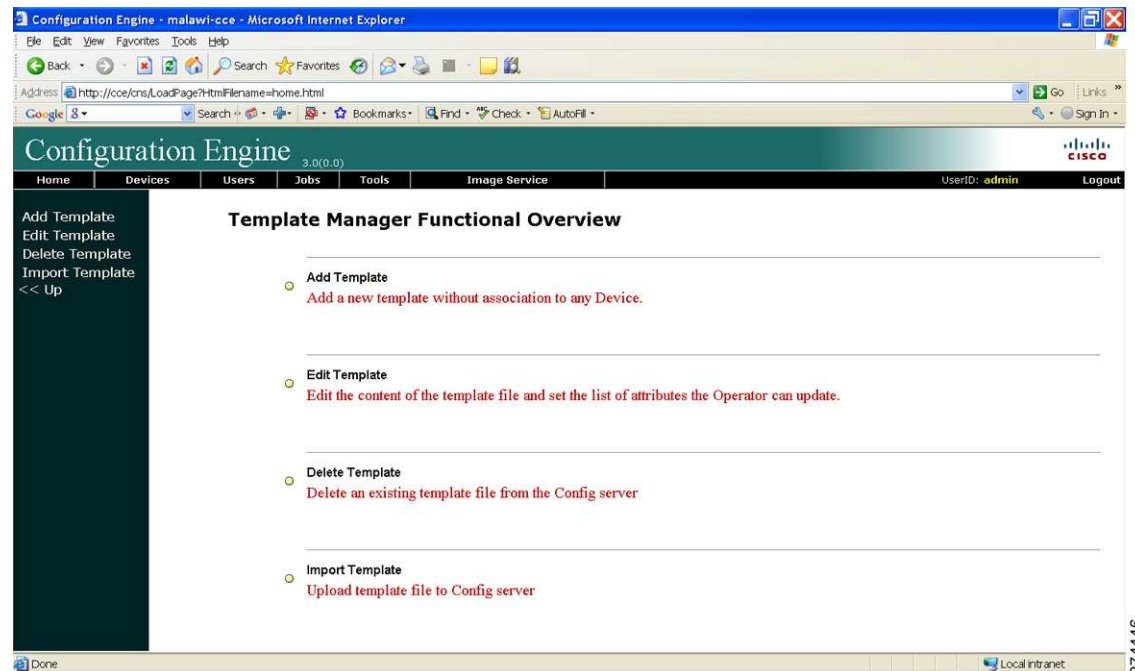 Configuration Engine - malawi-cce - Microsoft Internet Explorer
File Edit View Favorites Tools Help
Back Search Favorites
Address http://cce/cns/LoadPage?HtmlFilename=home.html Go Links »
Google Search Bookmarks Find Check AutoFill Sign In
Configuration Engine 3.0(0.0)
CISCO
Home Devices Users Jobs Tools Image Service UserID: admin Logout
Add Template
Edit Template
Delete Template
Import Template
<< Up
Template Manager Functional Overview
Add Template
Add a new template without association to any Device.
Edit Template
Edit the content of the template file and set the list of attributes the Operator can update.
Delete Template
Delete an existing template file from the Config server
Import Template
Upload template file to Config server
Done Local intranet